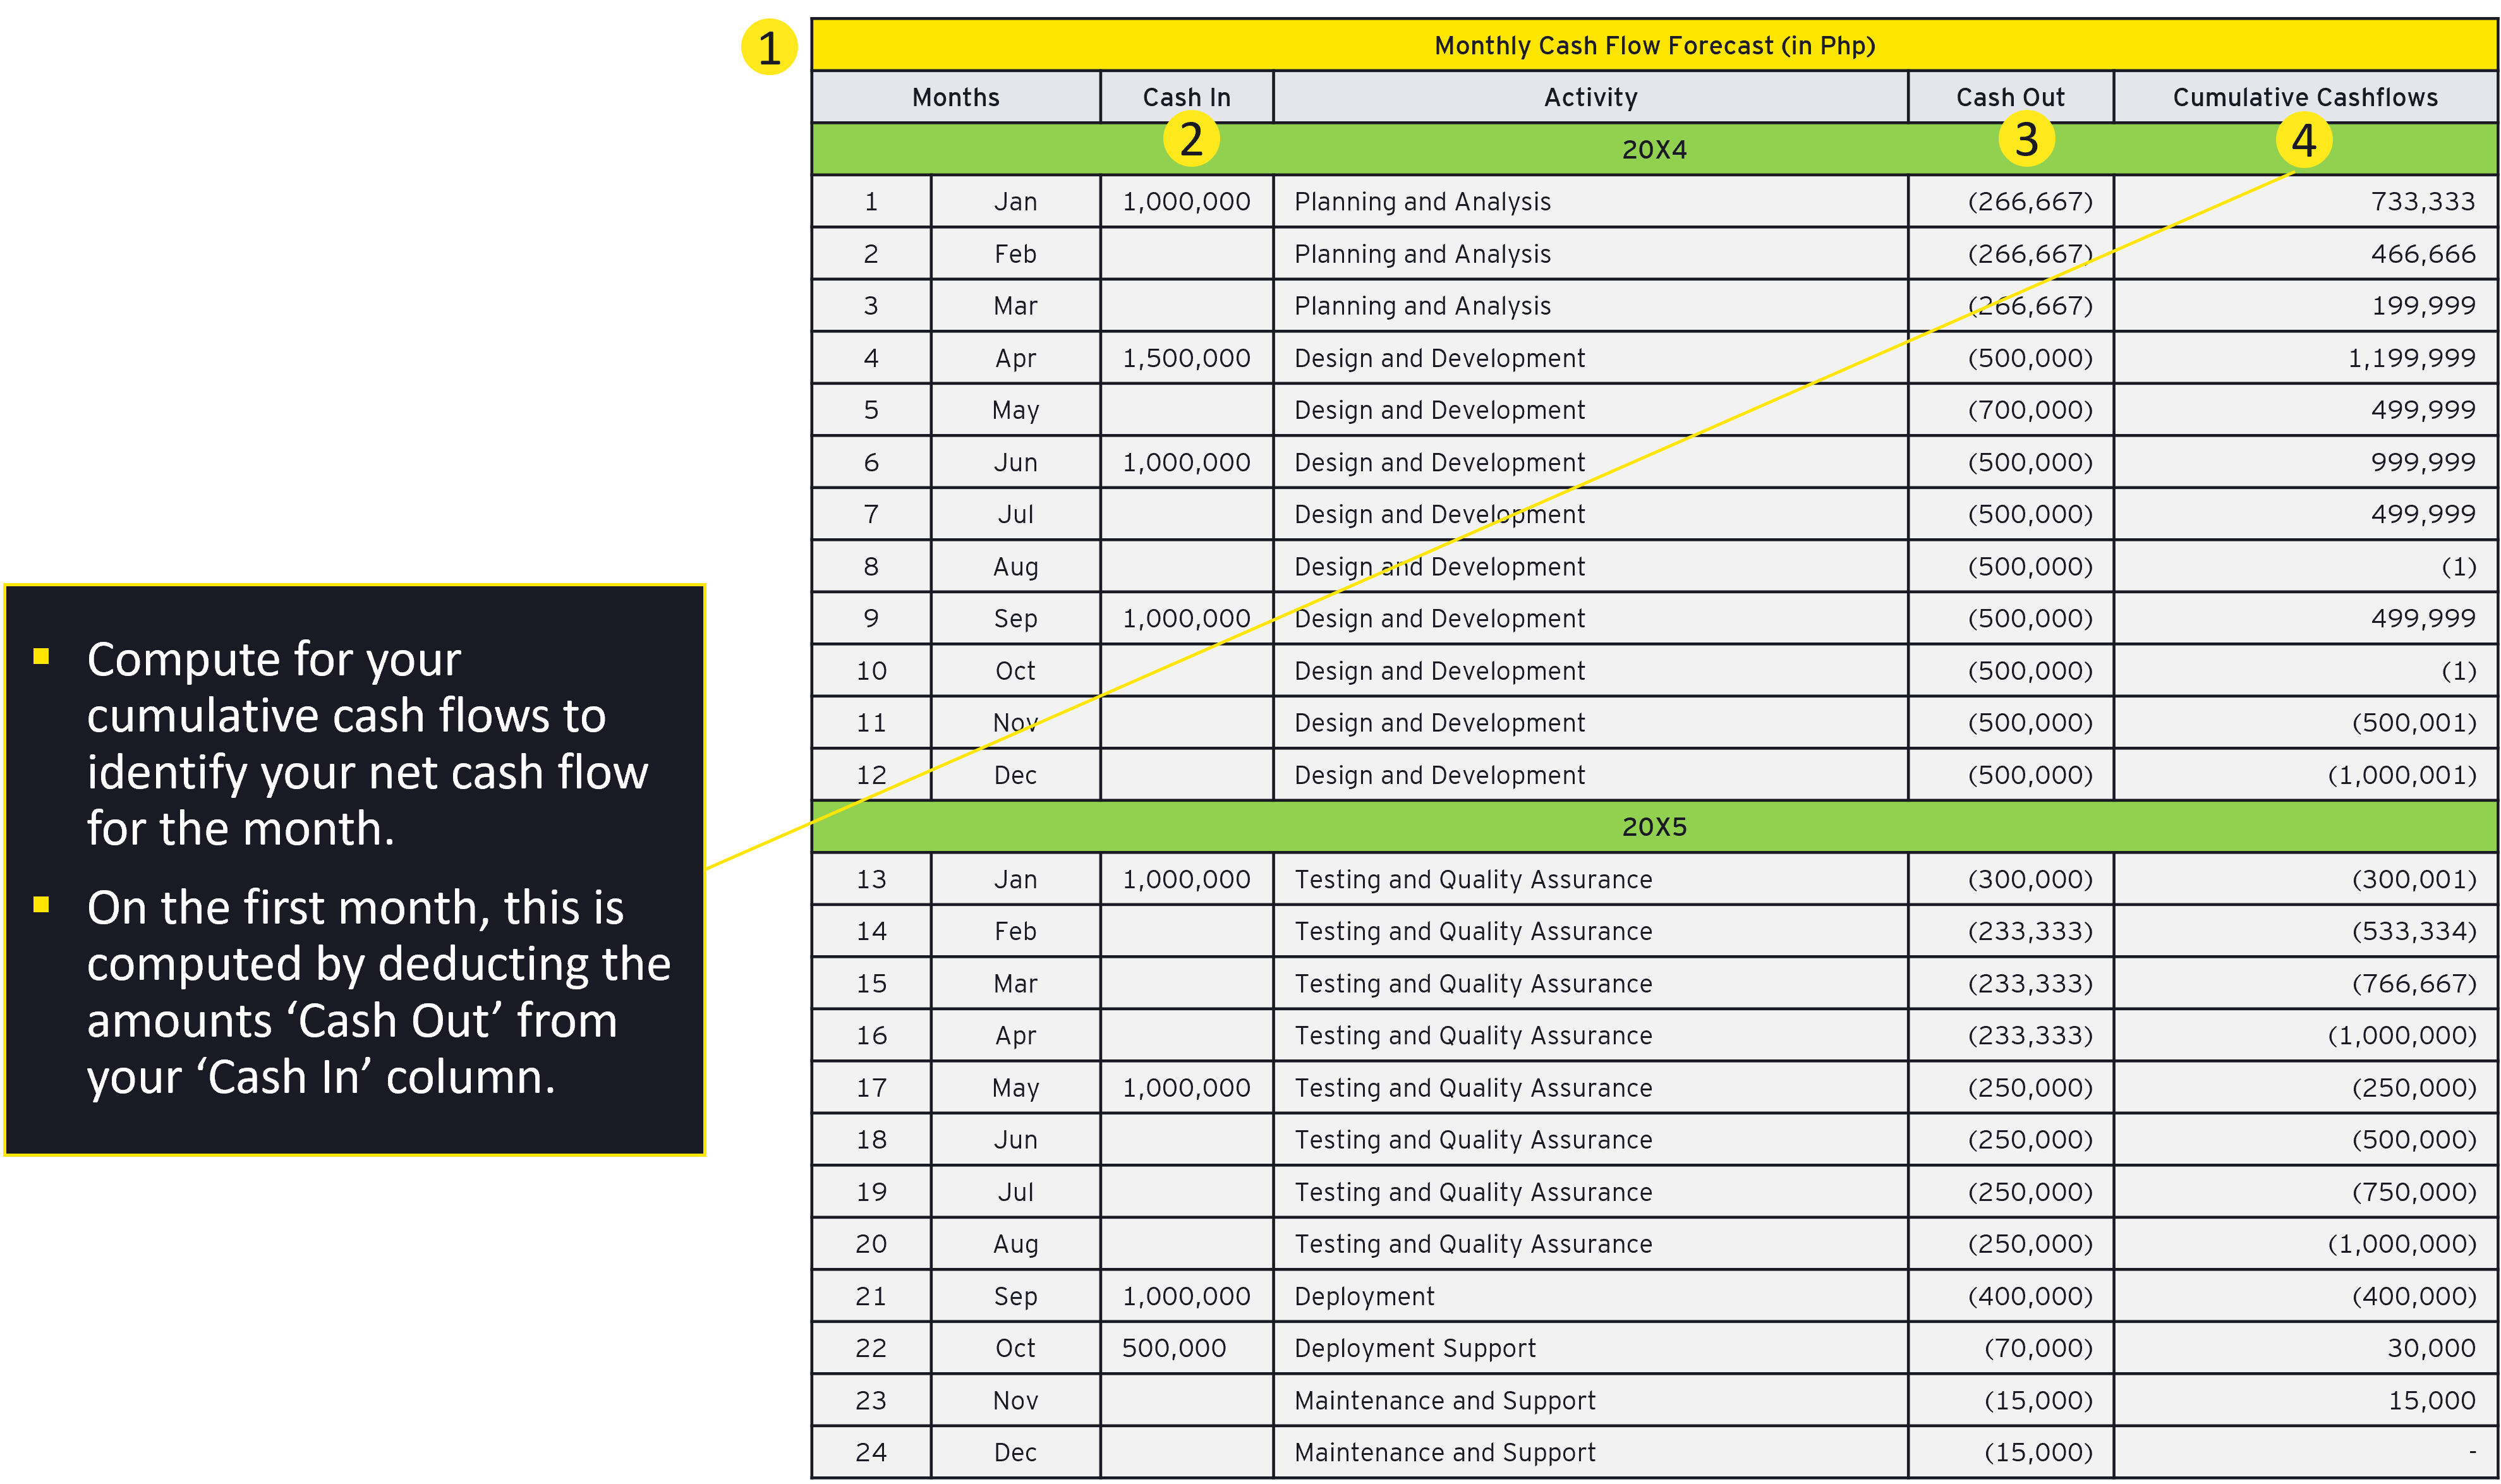 1
Monthly Cash Flow Forecast (in Php)
Months Cash In Activity Cash Out Cumulative Cashflows
2 3 4
20X4
1 Jan 1,000,000 Planning and Analysis (266,667) 733,333
2 Feb Planning and Analysis (266,667) 466,666
3 Mar Planning and Analysis (266,667) 199,999
4 Apr 1,500,000 Design and Development (500,000) 1,199,999
5 May Design and Development (700,000) 499,999
6 Jun 1,000,000 Design and Development (500,000) 999,999
7 Jul Design and Development (500,000) 499,999
8 Aug Design and Development (500,000) (1)
9 Sep 1,000,000 Design and Development (500,000) 499,999
10 Oct Design and Development (500,000) (1)
11 Nov Design and Development (500,000) (500,001)
12 Dec Design and Development (500,000) (1,000,001)
20X5
13 Jan 1,000,000 Testing and Quality Assurance (300,000) (300,001)
14 Feb Testing and Quality Assurance (233,333) (533,334)
15 Mar Testing and Quality Assurance (233,333) (766,667)
16 Apr Testing and Quality Assurance (233,333) (1,000,000)
17 May 1,000,000 Testing and Quality Assurance (250,000) (250,000)
18 Jun Testing and Quality Assurance (250,000) (500,000)
19 Jul Testing and Quality Assurance (250,000) (750,000)
20 Aug Testing and Quality Assurance (250,000) (1,000,000)
21 Sep 1,000,000 Deployment (400,000) (400,000)
22 Oct 500,000 Deployment Support (70,000) 30,000
23 Nov Maintenance and Support (15,000) 15,000
24 Dec Maintenance and Support (15,000) -
▪ Compute for your
cumulative cash flows to
identify your net cash flow
for the month.
▪ On the first month, this is
computed by deducting the
amounts ‘Cash Out’ from
your ‘Cash In’ column.